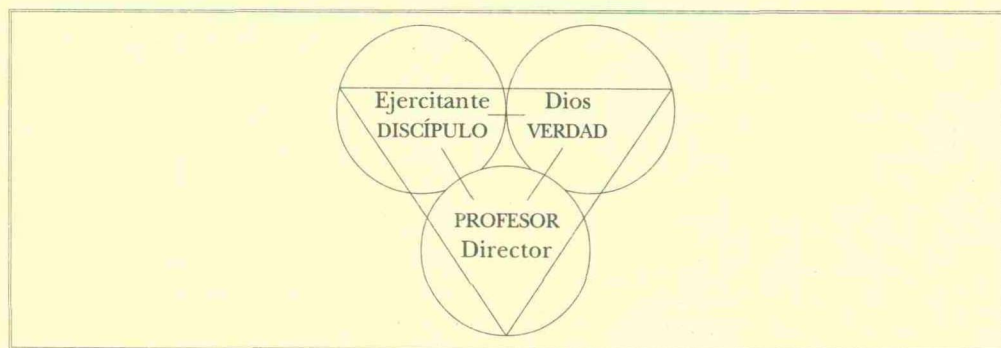 Ejercitante
DISCÍPULO
Dios
VERDAD
PROFESOR
Director